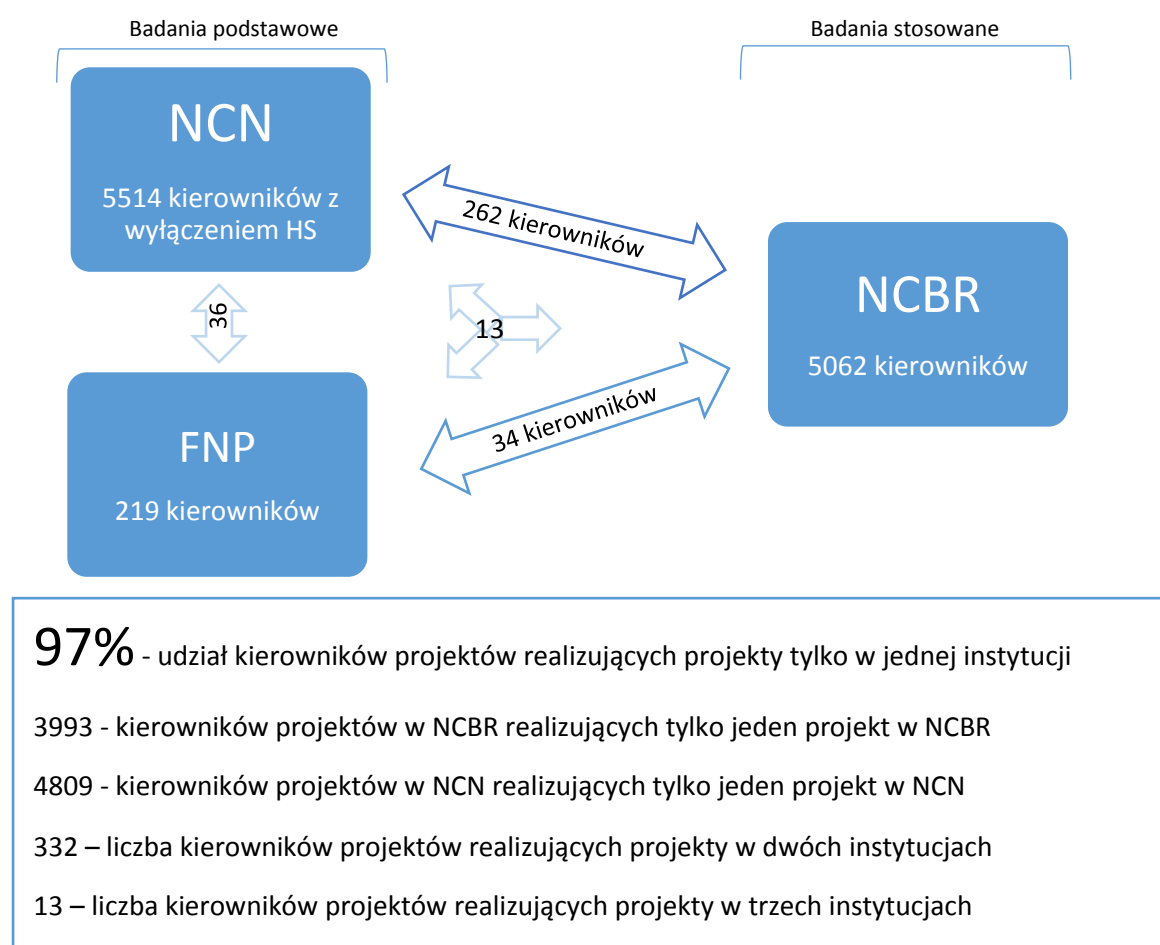 Badania podstawowe
Badania stosowane
NCN
5514 kierowników z
wyłączeniem HS
262 kierowników
NCBR
5062 kierowników
36
13
34 kierowników
FNP
219 kierowników
97% - udział kierowników projektów realizujących projekty tylko w jednej instytucji
3993 - kierowników projektów w NCBR realizujących tylko jeden projekt w NCBR
4809 - kierowników projektów w NCN realizujących tylko jeden projekt w NCN
332 – liczba kierowników projektów realizujących projekty w dwóch instytucjach
13 – liczba kierowników projektów realizujących projekty w trzech instytucjach